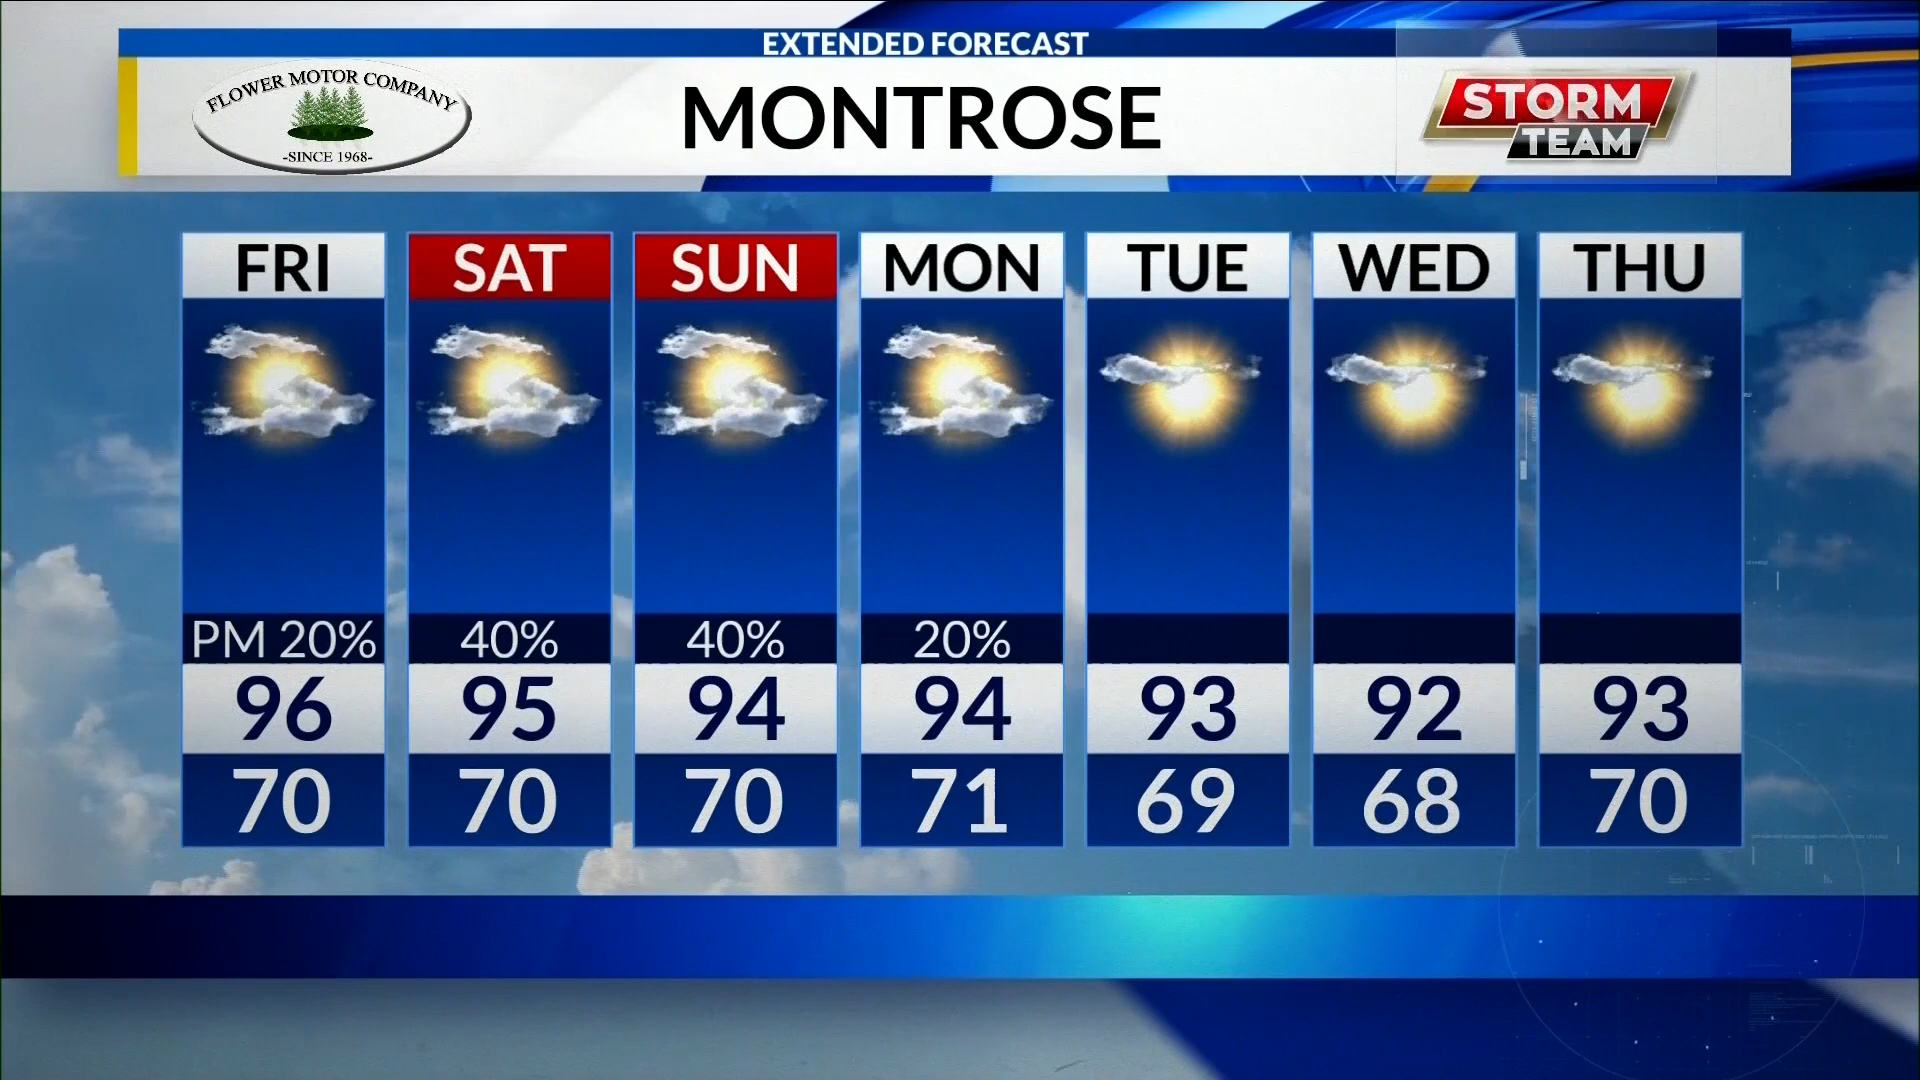 EXTENDED FORECAST
FLOWER MOTOR COMPANY
-SINCE 1968-
MONTROSE
STORM
TEAM
FRI SAT SUN MON TUE WED THU
PM 20% 40% 40% 20%
96 95 94 94 93 92 93
70 70 70 71 69 68 70